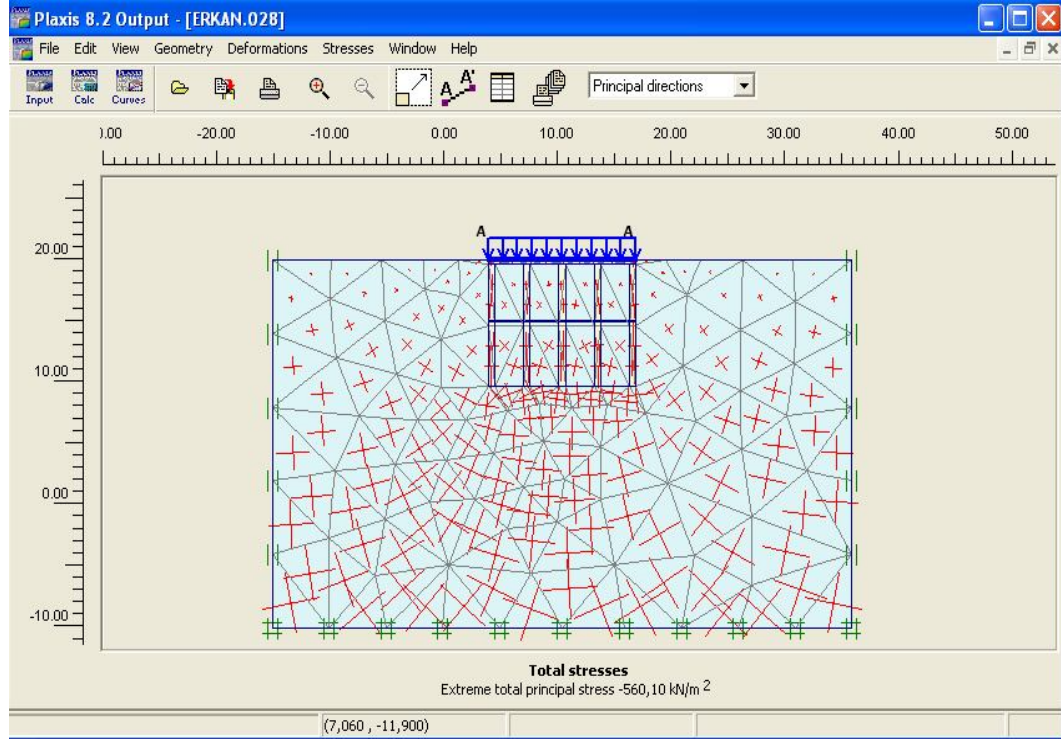 Plaxis 8.2 Output - [ERKAN.028]
File Edit View Geometry Deformations Stresses Window Help
Input Calc Curves A A' Principal directions
).00 -20.00 -10.00 0.00 10.00 20.00 30.00 40.00 50.00
A A
20.00
10.00
0.00
-10.00
Total stresses
Extreme total principal stress -560,10 kN/m 2
(7,060 , -11,900)